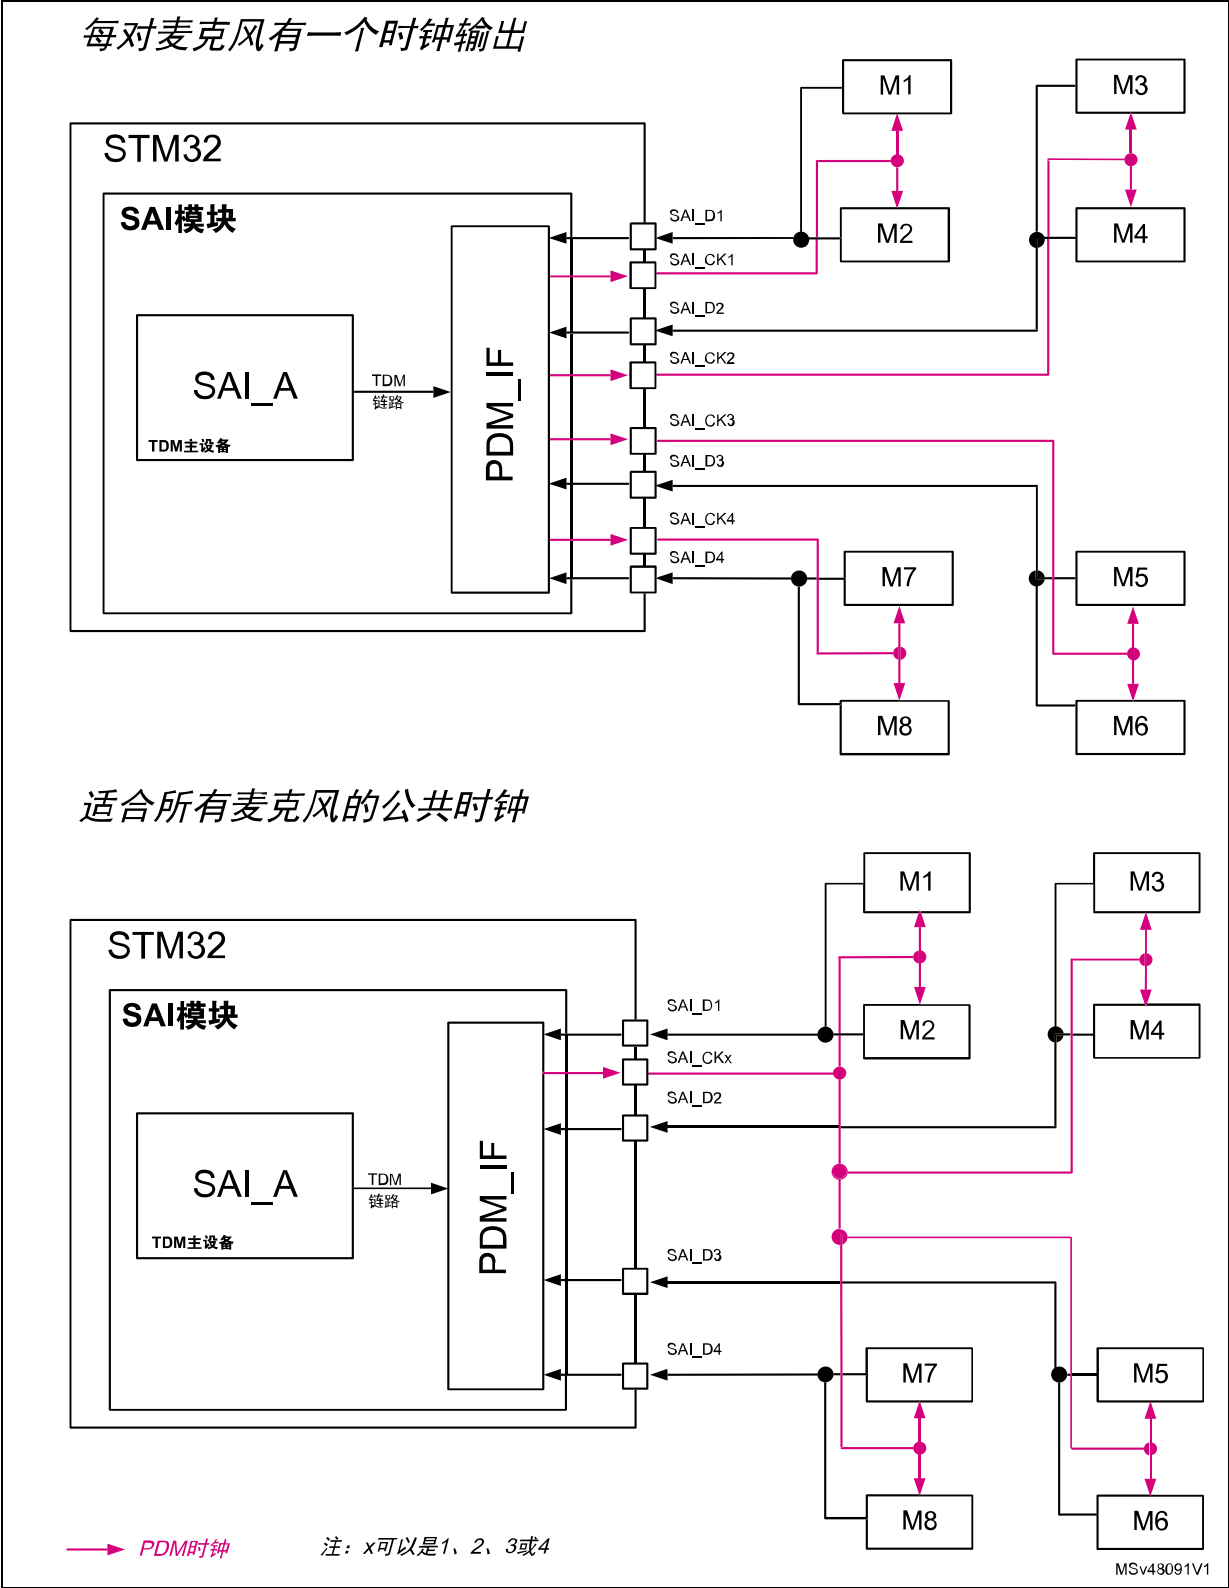 每对麦克风有一个时钟输出
M1
M3
STM32
SAI模块
SAI_D1
M2
M4
SAI_CK1
SAI_D2
SAI_A
TDM
链路
TDM主设备
PDM_IF
SAI_CK2
SAI_CK3
SAI_D3
SAI_CK4
SAI_D4
M7
M5
M8
M6
适合所有麦克风的公共时钟
M1
M3
STM32
SAI模块
SAI_D1
M2
M4
SAI_CKx
SAI_D2
SAI_A
TDM
链路
TDM主设备
PDM_IF
SAI_D3
SAI_D4
M7
M5
M8
M6
PDM时钟
注：x可以是1、2、3或4
MSv48091V1